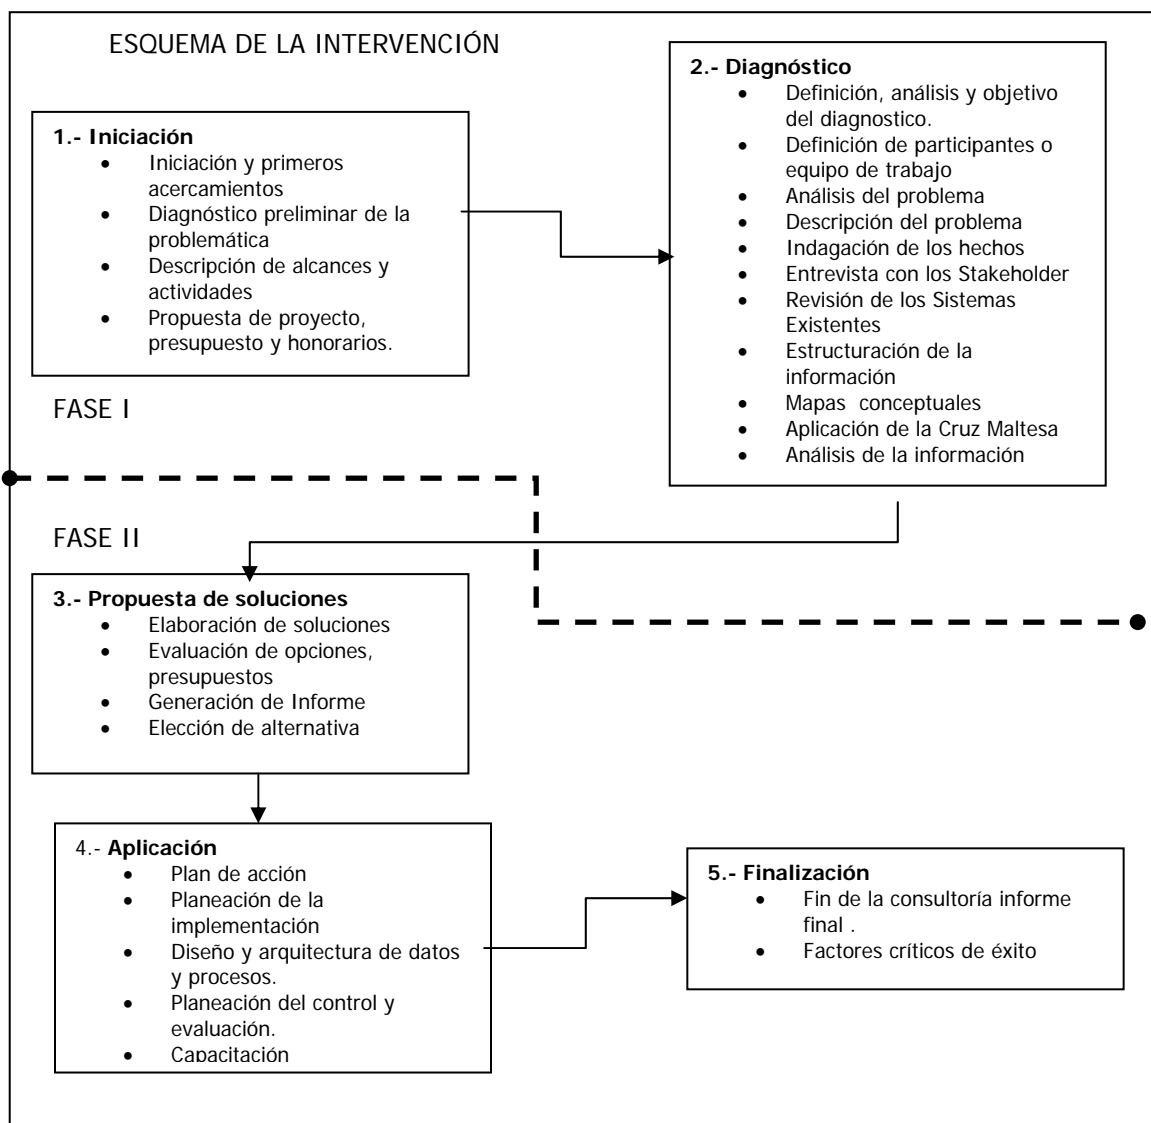 ESQUEMA DE LA INTERVENCIÓN
1.- Iniciación
• Iniciación y primeros
acercamientos
• Diagnóstico preliminar de la
problemática
• Descripción de alcances y
actividades
• Propuesta de proyecto,
presupuesto y honorarios.
FASE I
2.- Diagnóstico
• Definición, análisis y objetivo
del diagnostico.
• Definición de participantes o
equipo de trabajo
• Análisis del problema
• Descripción del problema
• Indagación de los hechos
• Entrevista con los Stakeholder
• Revisión de los Sistemas
Existentes
• Estructuración de la
información
• Mapas conceptuales
• Aplicación de la Cruz Maltesa
• Análisis de la información
FASE II
3.- Propuesta de soluciones
• Elaboración de soluciones
• Evaluación de opciones,
presupuestos
• Generación de Informe
• Elección de alternativa
4.- Aplicación
• Plan de acción
• Planeación de la
implementación
• Diseño y arquitectura de datos
y procesos.
• Planeación del control y
evaluación.
• Capacitación
5.- Finalización
• Fin de la consultoría informe
final .
• Factores críticos de éxito